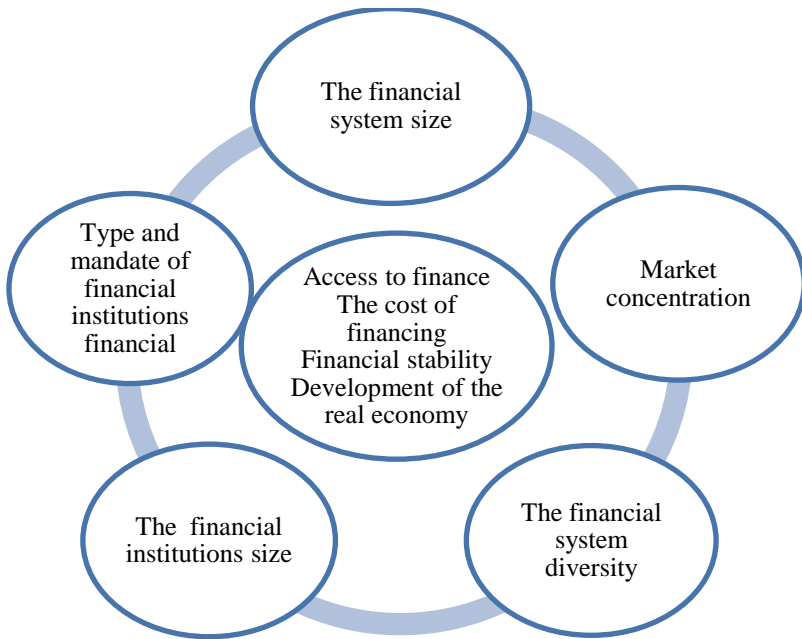 The financial
system size
Type and
mandate of
financial
institutions
financial
Access to finance
The cost of
financing
Financial stability
Development of the
real economy
Market
concentration
The financial
institutions size
The financial
system
diversity